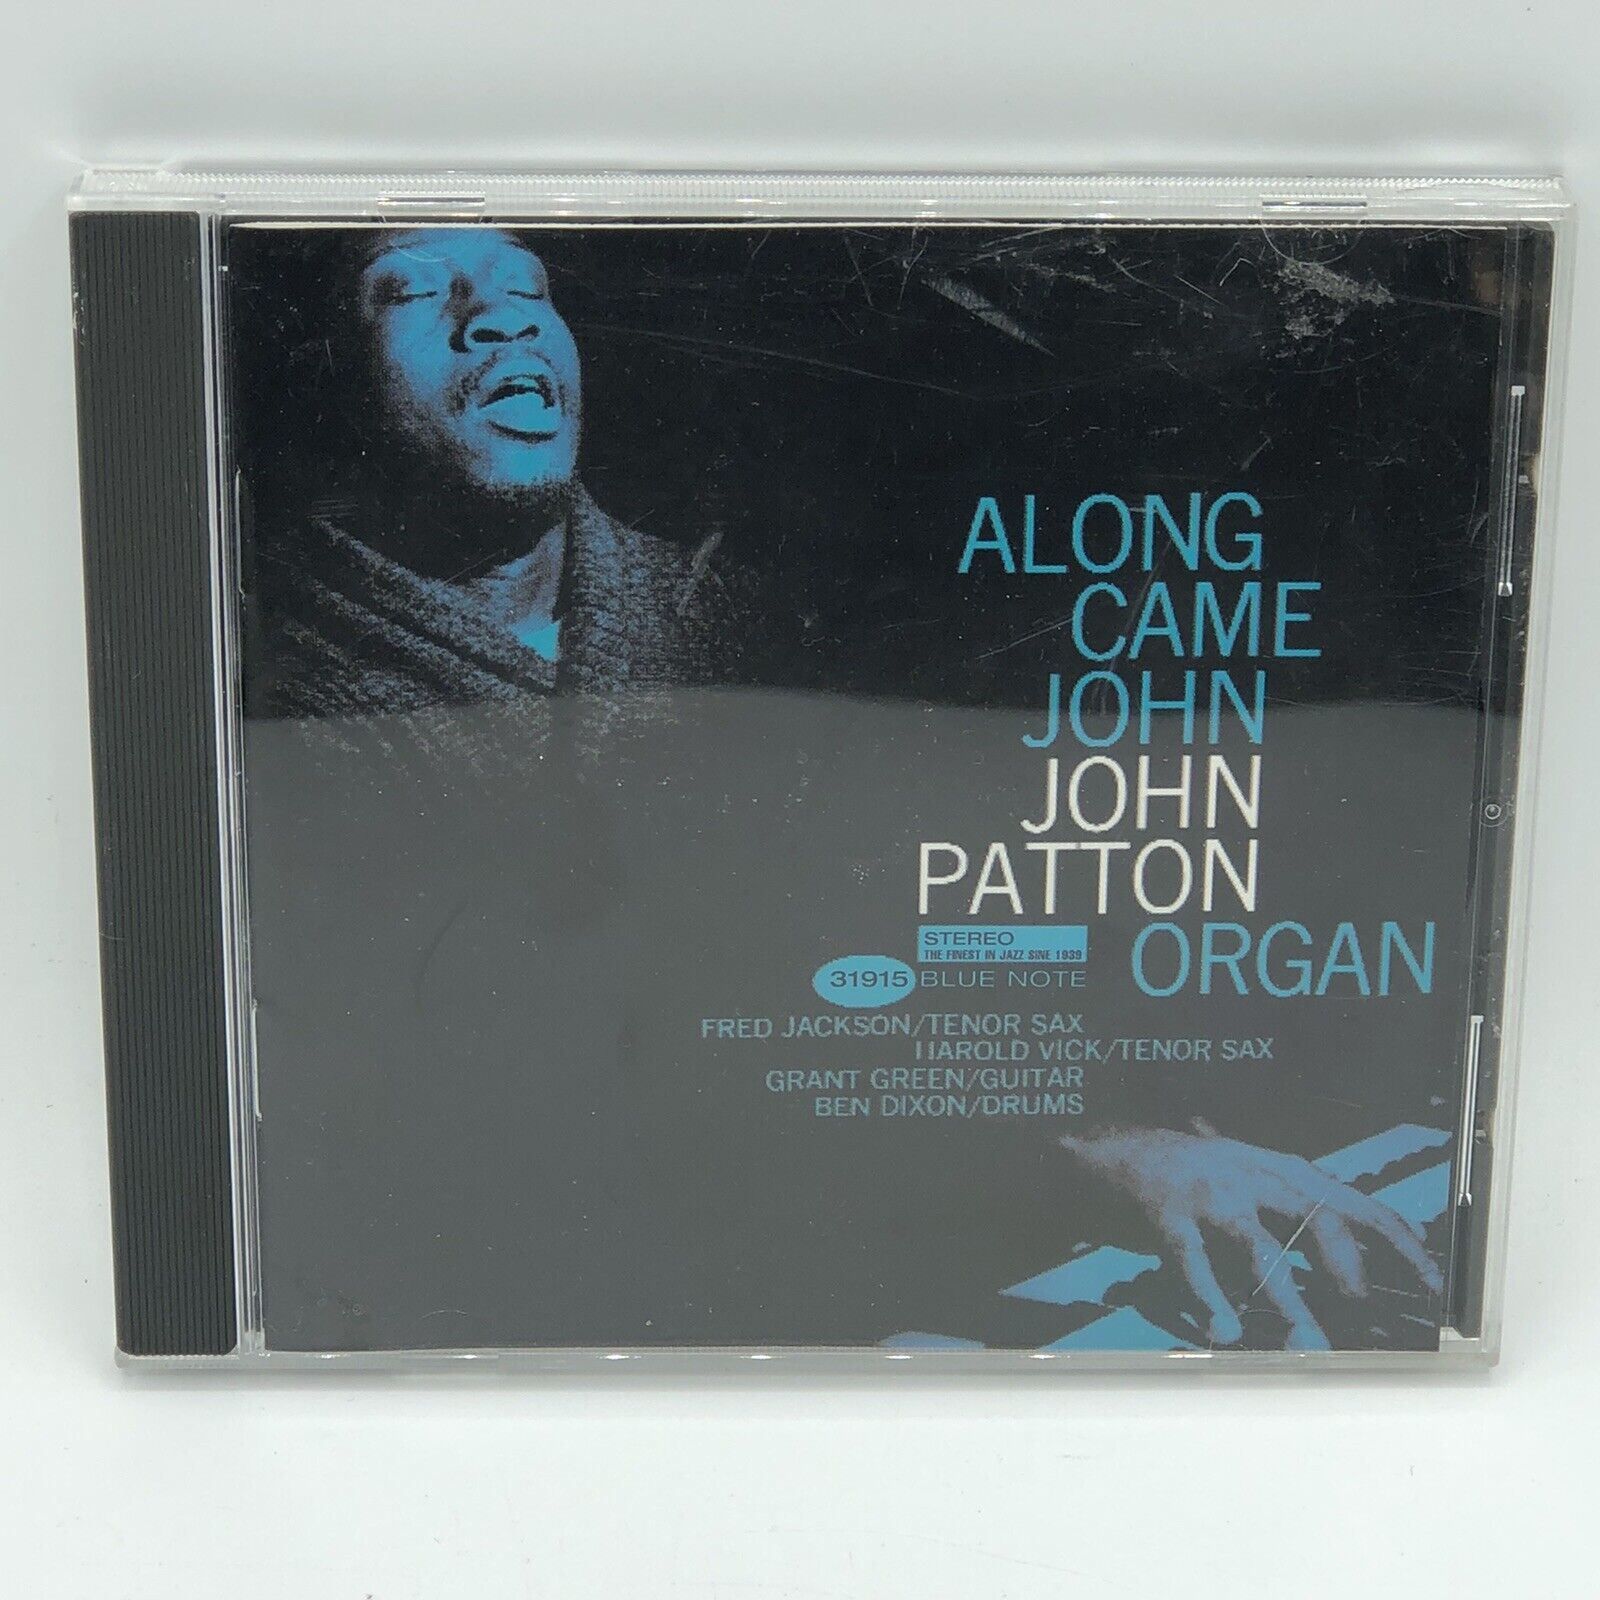 ALONG
CAME
JOHN
JOHN
PATTON
ORGAN
STEREO
THE FINEST IN JAZZ SINE 1939
31915 BLUE NOTE
FRED JACKSON/TENOR SAX
HAROLD VICK/TENOR SAX
GRANT GREEN/GUITAR
BEN DIXON/DRUMS